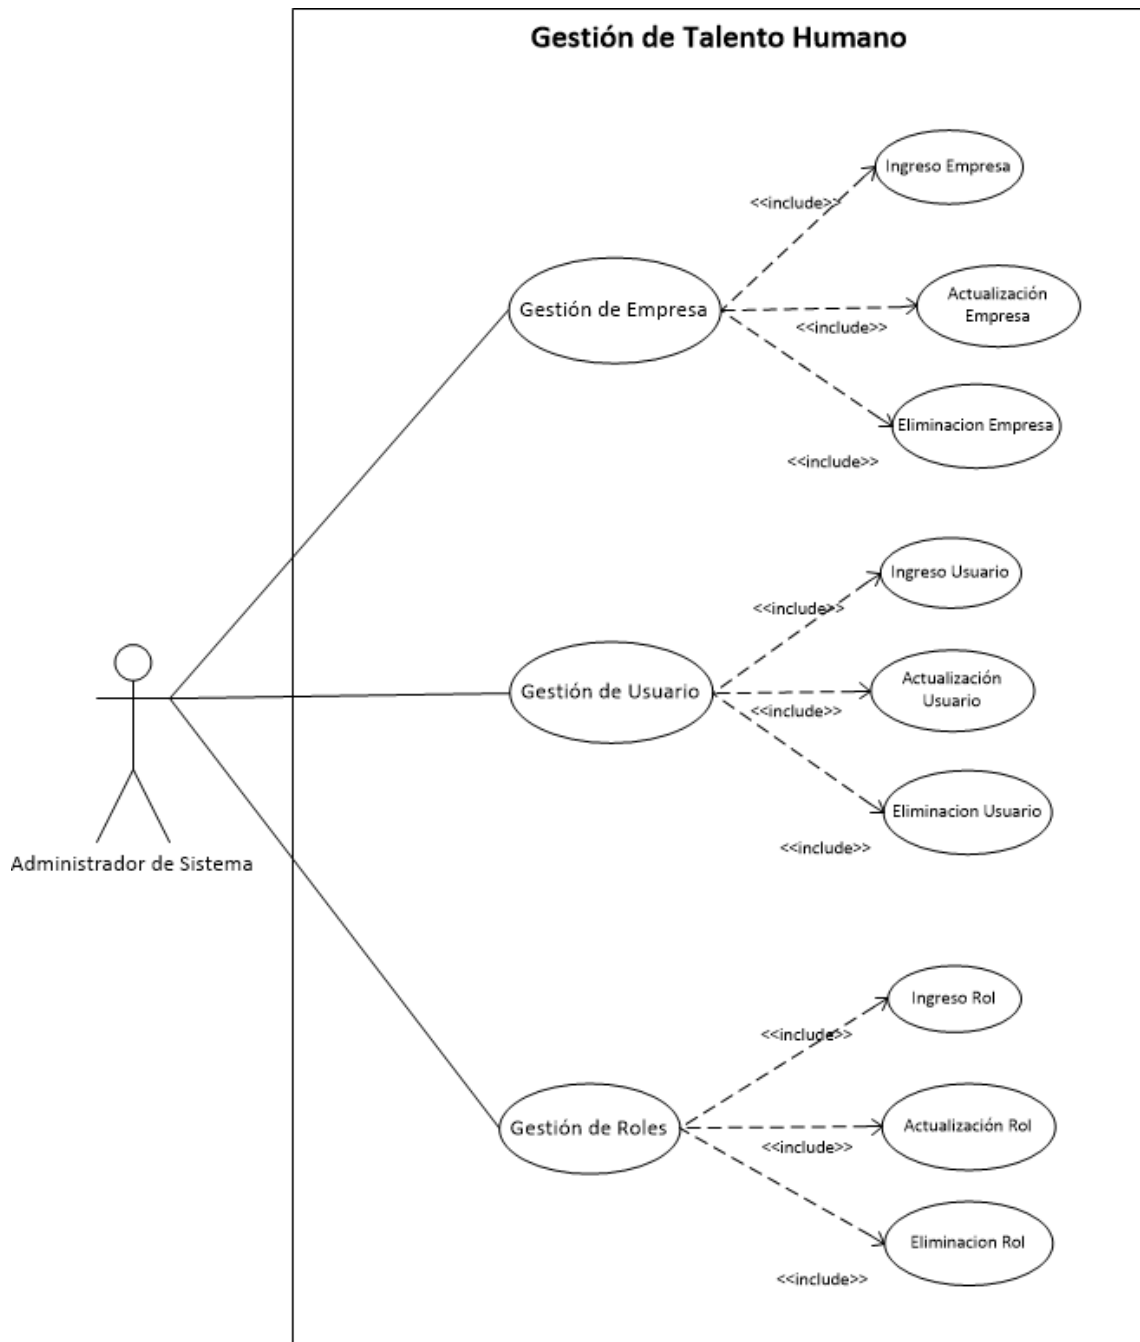 Gestión de Talento Humano
Ingreso Empresa
<<include>>
Gestión de Empresa
Actualización
Empresa
<<include>>
Eliminacion Empresa
<<include>>
Ingreso Usuario
<<include>>
Gestión de Usuario
Actualización
Usuario
<<include>>
Eliminacion Usuario
<<include>>
Administrador de Sistema
Ingreso Rol
<<include>>
Gestión de Roles
Actualización Rol
<<include>>
Eliminacion Rol
<<include>>